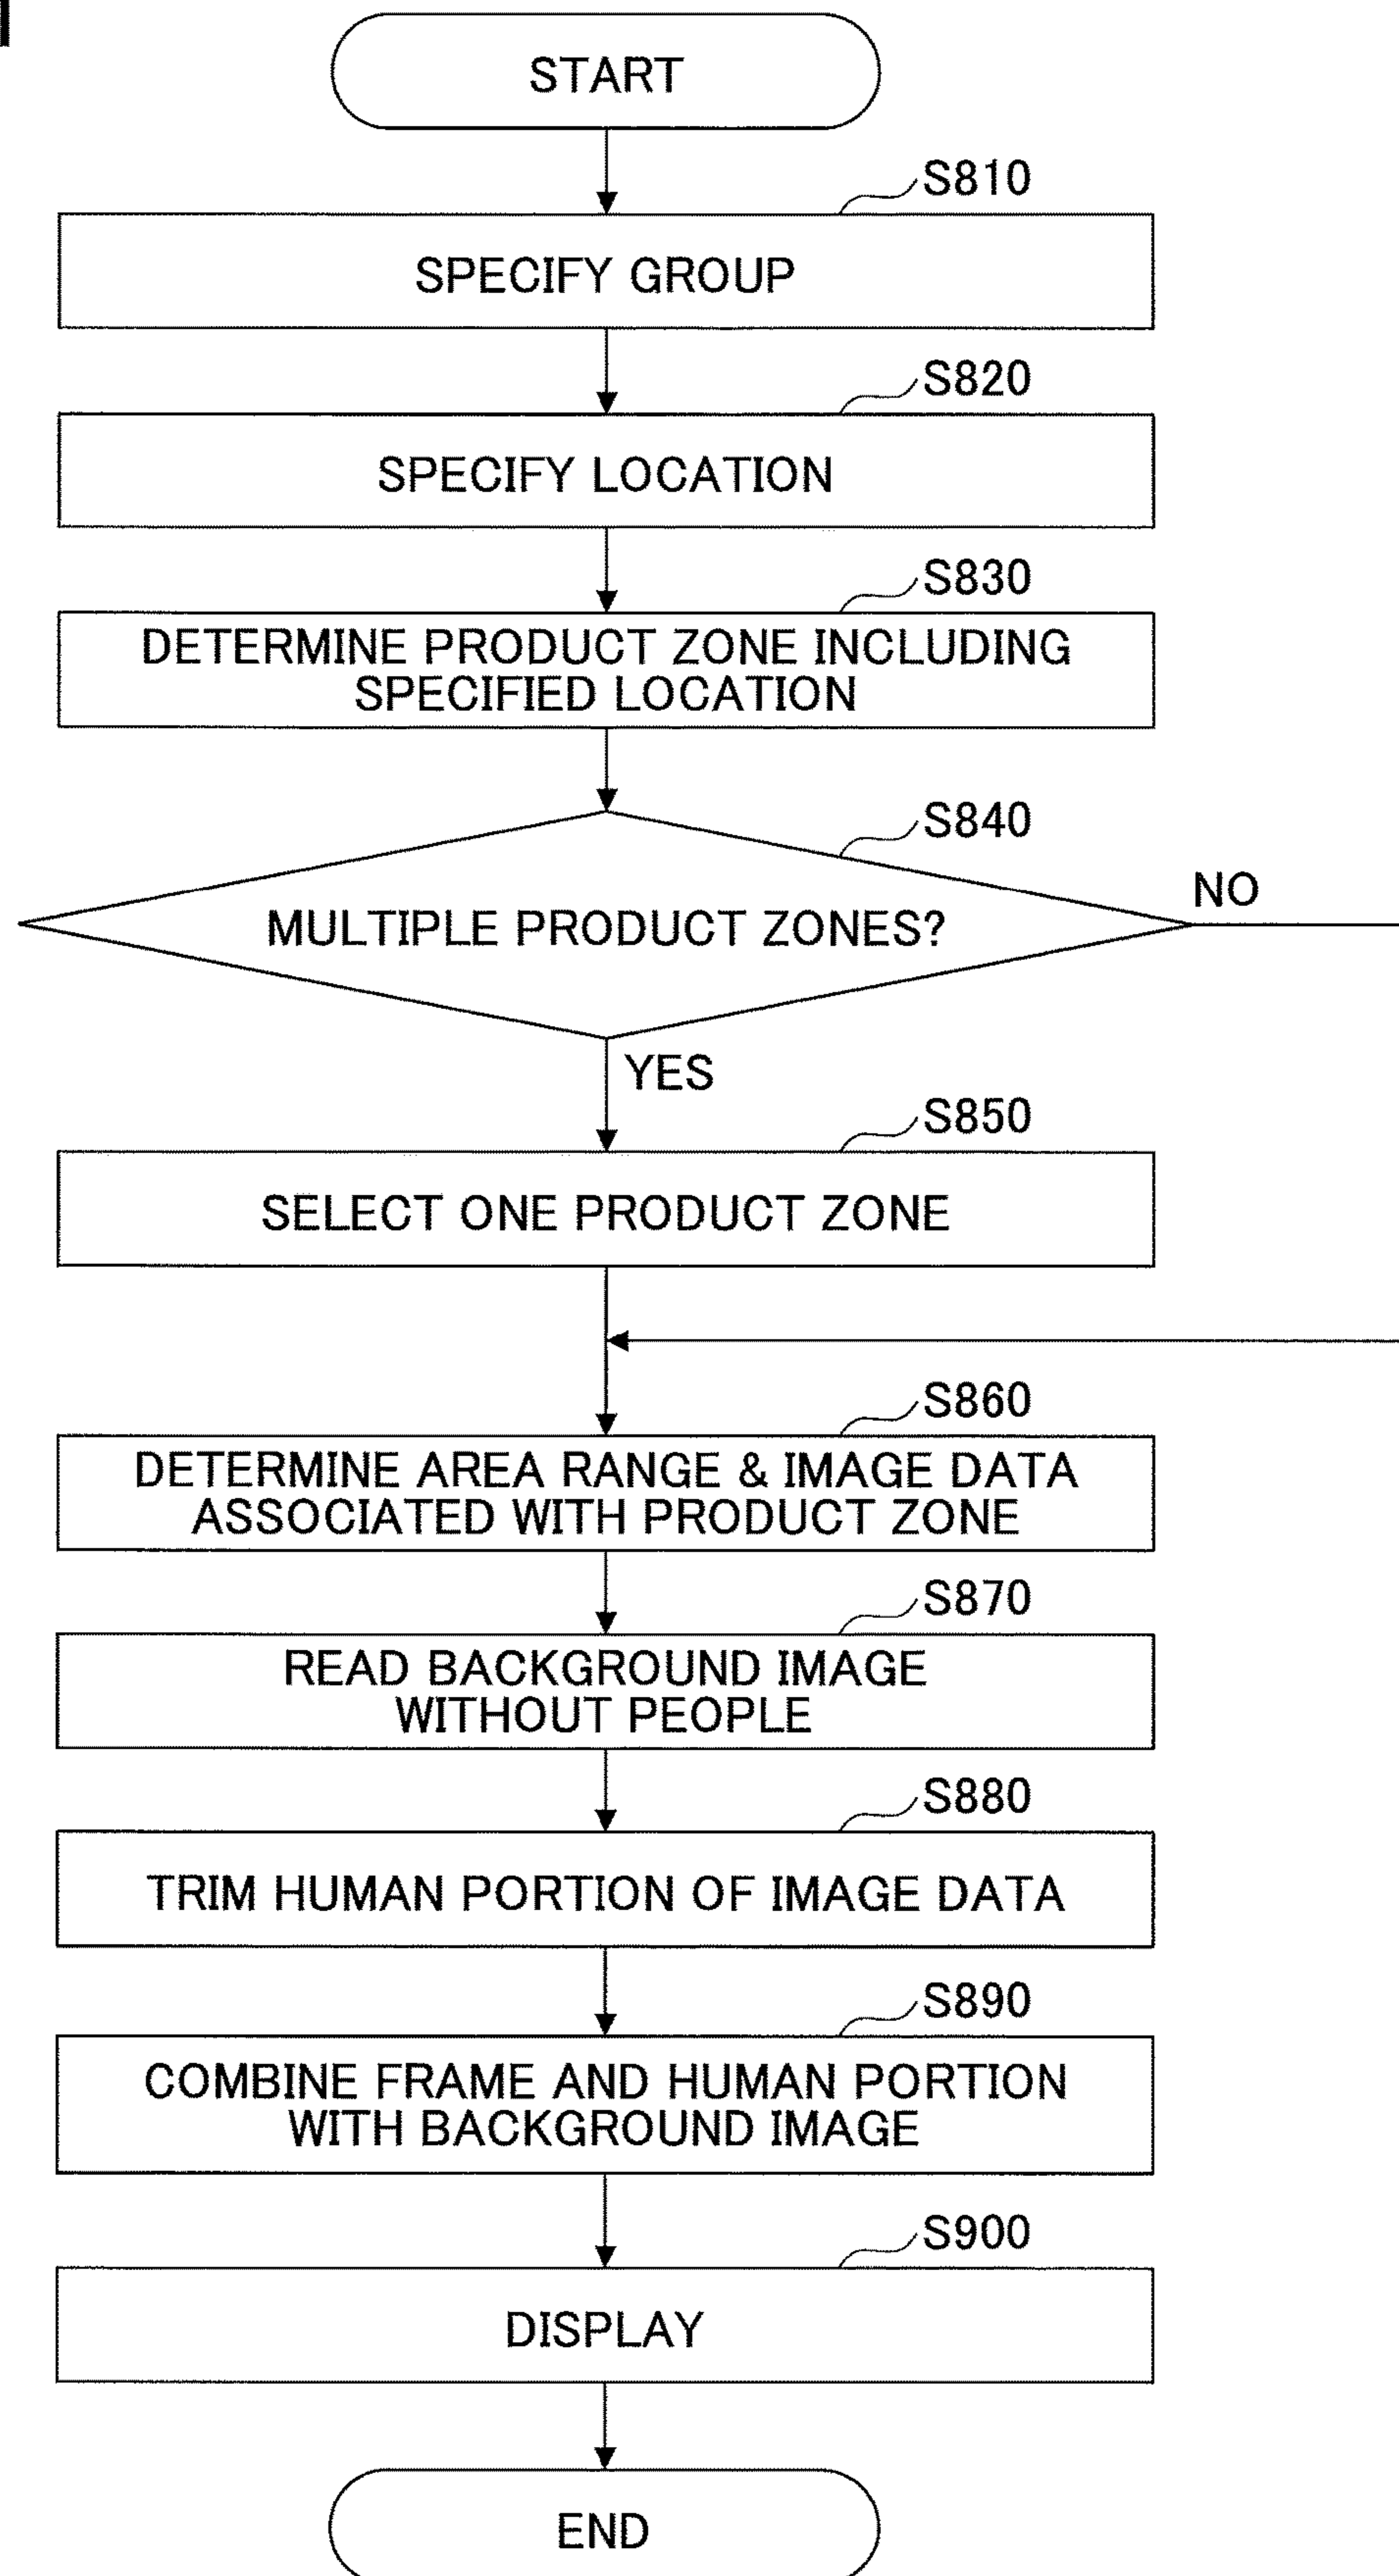 START
S810
SPECIFY GROUP
S820
SPECIFY LOCATION
S830
DETERMINE PRODUCT ZONE INCLUDING
SPECIFIED LOCATION
S840
NO
MULTIPLE PRODUCT ZONES?
YES
S850
SELECT ONE PRODUCT ZONE
S860
DETERMINE AREA RANGE & IMAGE DATA
ASSOCIATED WITH PRODUCT ZONE
S870
READ BACKGROUND IMAGE
WITHOUT PEOPLE
S880
TRIM HUMAN PORTION OF IMAGE DATA
S890
COMBINE FRAME AND HUMAN PORTION
WITH BACKGROUND IMAGE
S900
DISPLAY
END